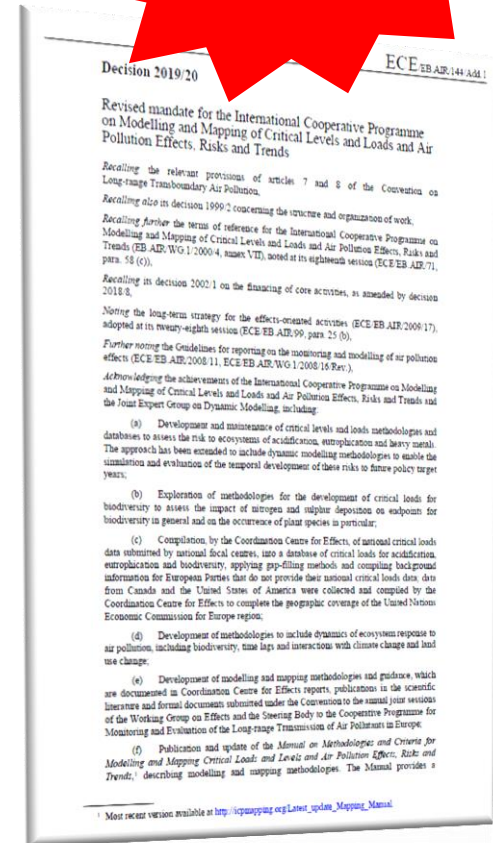 ECE/EB.AIR/144/Add.1
Decision 2019/20
Revised mandate for the International Cooperative Programme
on Modelling and Mapping of Critical Levels and Loads and Air
Pollution Effects, Risks and Trends
Recalling the relevant provisions of articles 7 and 8 of the Convention on
Long-range Transboundary Air Pollution,
Recalling also its decision 1999/2 concerning the structure and organization of work,
Recalling further the terms of reference for the International Cooperative Programme on
Modelling and Mapping of Critical Levels and Loads and Air Pollution Effects, Risks and
Trends (EB.AIR/WG.1/2000/4, annex VII), noted at its eighteenth session (ECE/EB.AIR/71,
para. 58 (c)),
Recalling its decision 2002/1 on the financing of core activities, as amended by decision
2018/8,
Noting the long-term strategy for the effects-oriented activities (ECE/EB.AIR/2009/17),
adopted at its twenty-eighth session (ECE/EB.AIR/99, para. 25 (b),
Further noting the Guidelines for reporting on the monitoring and modelling of air pollution
effects (ECE/EB.AIR/2008/11, ECE/EB.AIR/WG.1/2008/16/Rev.),
Acknowledging the achievements of the International Cooperative Programme on Modelling
and Mapping of Critical Levels and Loads and Air Pollution Effects, Risks and Trends and
the Joint Expert Group on Dynamic Modelling, including:
(a) Development and maintenance of critical levels and loads methodologies and
databases to assess the risk to ecosystems of acidification, eutrophication and heavy metals.
The approach has been extended to include dynamic modelling methodologies to enable the
simulation and evaluation of the temporal development of these risks to future policy target
years;
(b) Exploration of methodologies for the development of critical loads for
biodiversity to assess the impact of nitrogen and sulphur deposition on endpoints for
biodiversity in general and on the occurrence of plant species in particular;
(c) Compilation, by the Coordination Centre for Effects, of national critical loads
data submitted by national focal centres, into a database of critical loads for acidification,
eutrophication and biodiversity, applying gap-filling methods and compiling background
information for European Parties that do not provide their national critical loads data; data
from Canada and the United States of America were collected and compiled by the
Coordination Centre for Effects to complete the geographic coverage of the United Nations
Economic Commission for Europe region;
(d) Development of methodologies to include dynamics of ecosystem response to
air pollution, including biodiversity, time lags and interactions with climate change and land
use change;
(e) Development of modelling and mapping methodologies and guidance, which
are documented in Coordination Centre for Effects reports, publications in the scientific
literature and formal documents submitted under the Convention to the annual joint sessions
of the Working Group on Effects and the Steering Body to the Cooperative Programme for
Monitoring and Evaluation of the Long-range Transmission of Air Pollutants in Europe;
(f) Publication and update of the Manual on Methodologies and Criteria for
Modelling and Mapping Critical Loads and Levels and Air Pollution Effects, Risks and
Trends,¹ describing modelling and mapping methodologies. The Manual provides a
¹ Most recent version available at http://icpmapping.org/Latest_update_Mapping_Manual